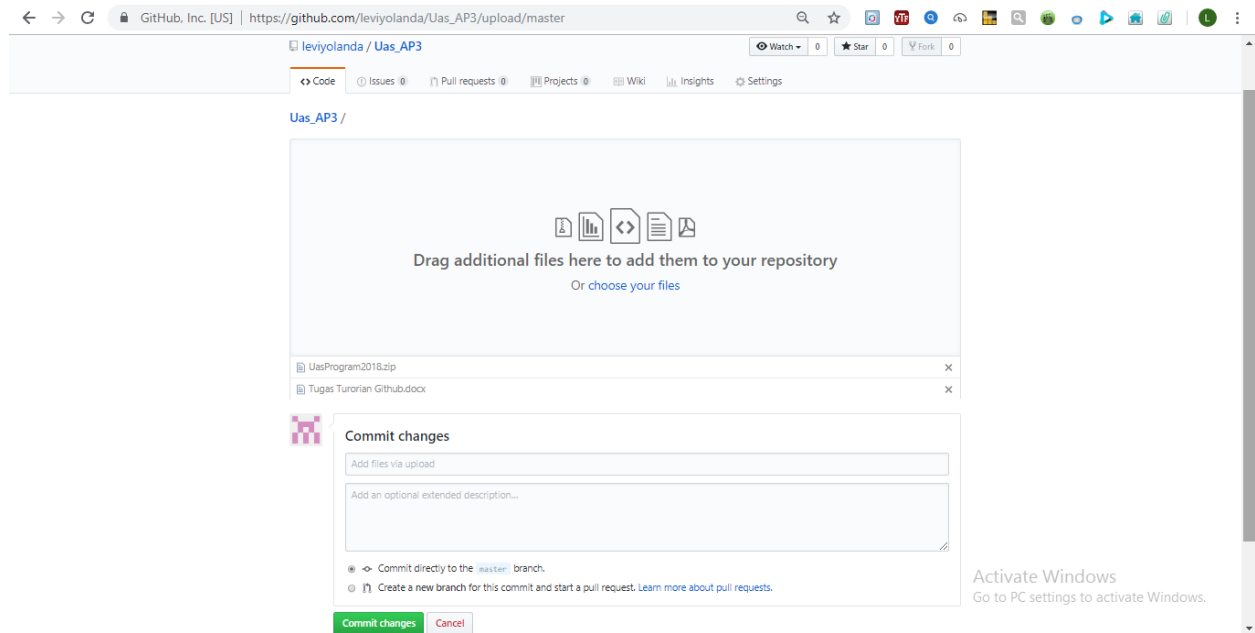 GitHub, Inc. [US] | https://github.com/leviyolanda/Uas_AP3/upload/master
leviyolanda / Uas_AP3
Watch 0 Star 0 Fork 0
Code Issues 0 Pull requests 0 Projects 0 Wiki Insights Settings
Uas_AP3 /
Drag additional files here to add them to your repository
Or choose your files
UasProgram2018.zip
Tugas Turorian Github.docx
Commit changes
Add files via upload
Add an optional extended description...
Commit directly to the master branch.
Create a new branch for this commit and start a pull request. Learn more about pull requests.
Commit changes Cancel
Activate Windows
Go to PC settings to activate Windows.
YTF
L